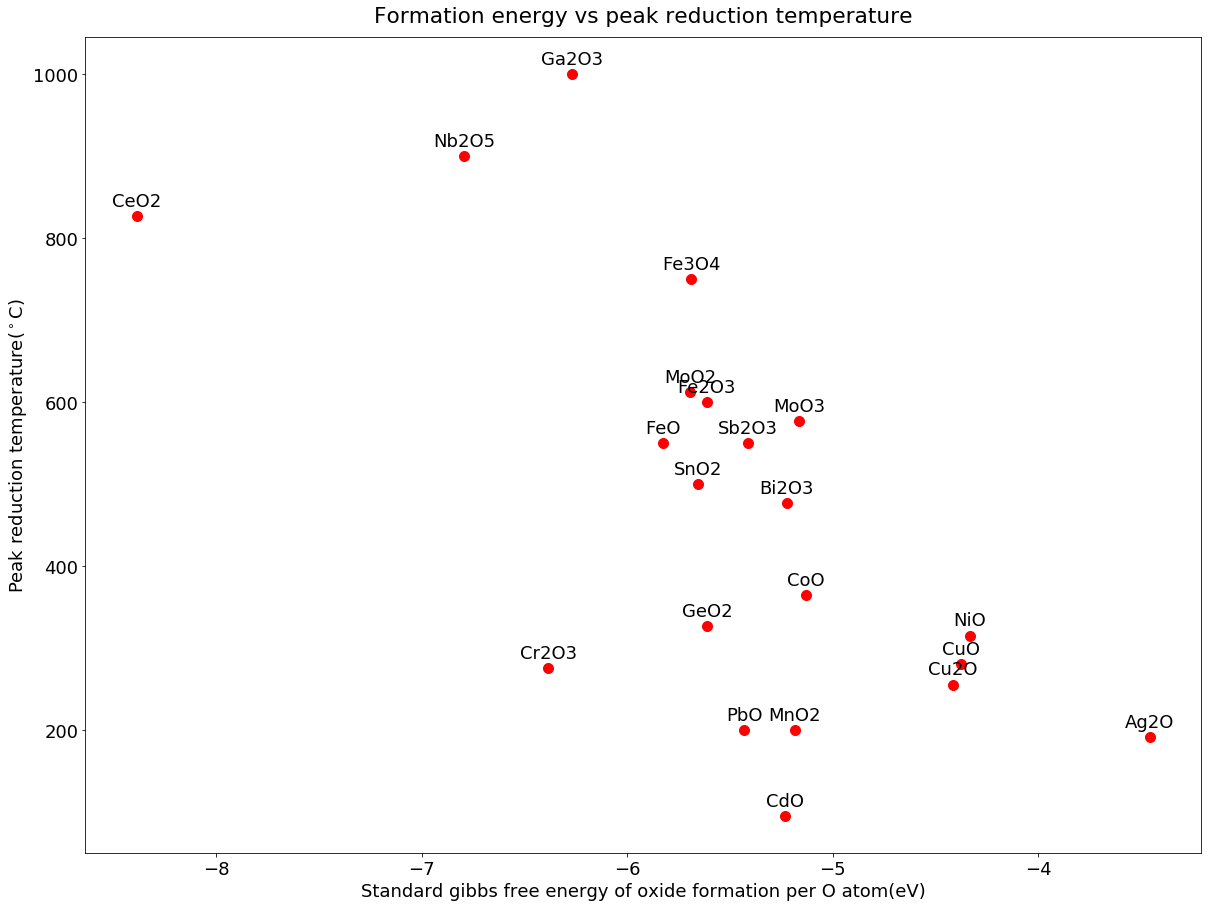 Formation energy vs peak reduction temperature
Ga2O3
1000
Nb2O5
CeO2
800
Fe3O4
MoO2
Fe2O3
600
MoO3
FeO
Sb2O3
SnO2
Bi2O3
400
CoO
GeO2
NiO
Cr2O3
CuO
Cu2O
200
PbO
MnO2
Ag2O
CdO
Peak reduction temperature(°C)
−8
−7
−6
−5
−4
Standard gibbs free energy of oxide formation per O atom(eV)